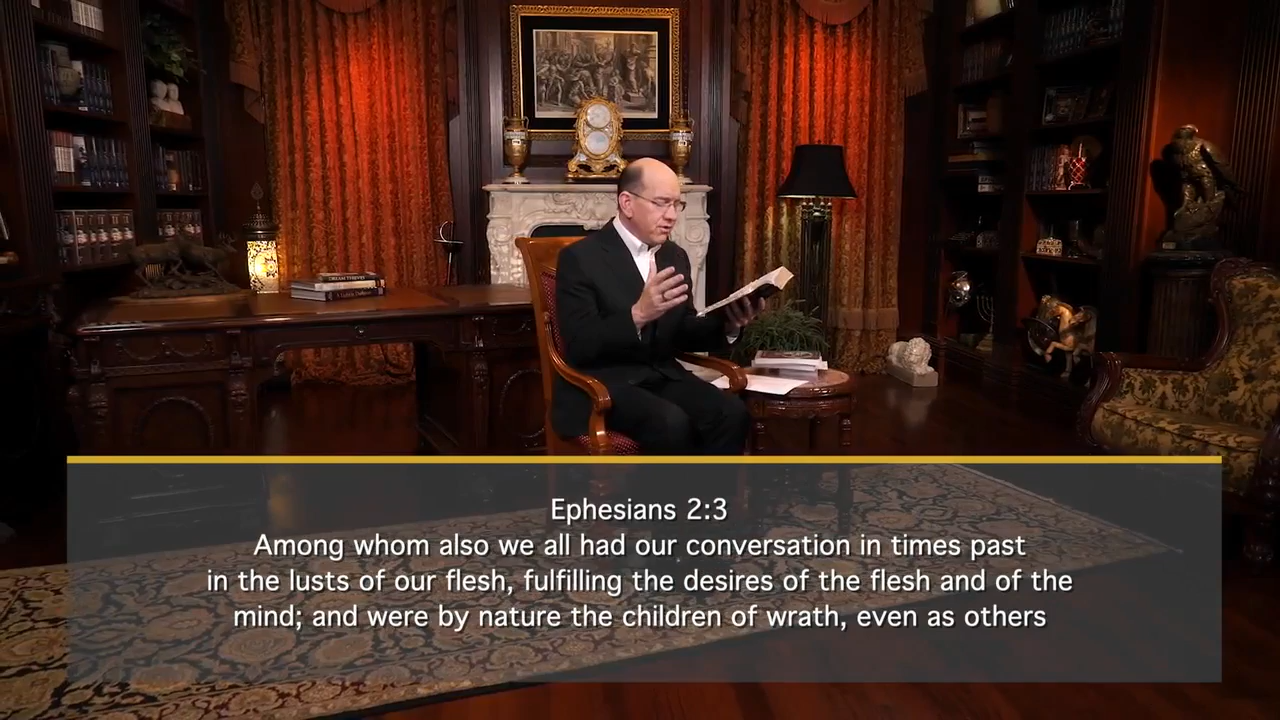 DREAM THIEVES
Ephesians 2:3
Among whom also we all had our conversation in times past
in the lusts of our flesh, fulfilling the desires of the flesh and of the
mind; and were by nature the children of wrath, even as others